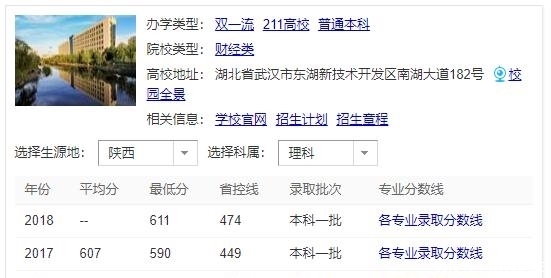 办学类型： 双一流 211高校 普通本科
院校类型： 财经类
高校地址： 湖北省武汉市东湖新技术开发区南湖大道182号 校
园全景
相关信息： 学校官网 招生计划 招生章程
选择生源地： 陕西 选择科属： 理科
年份 平均分 最低分 省控线 录取批次 专业分数线
2018 -- 611 474 本科一批 各专业录取分数线
2017 607 590 449 本科一批 各专业录取分数线